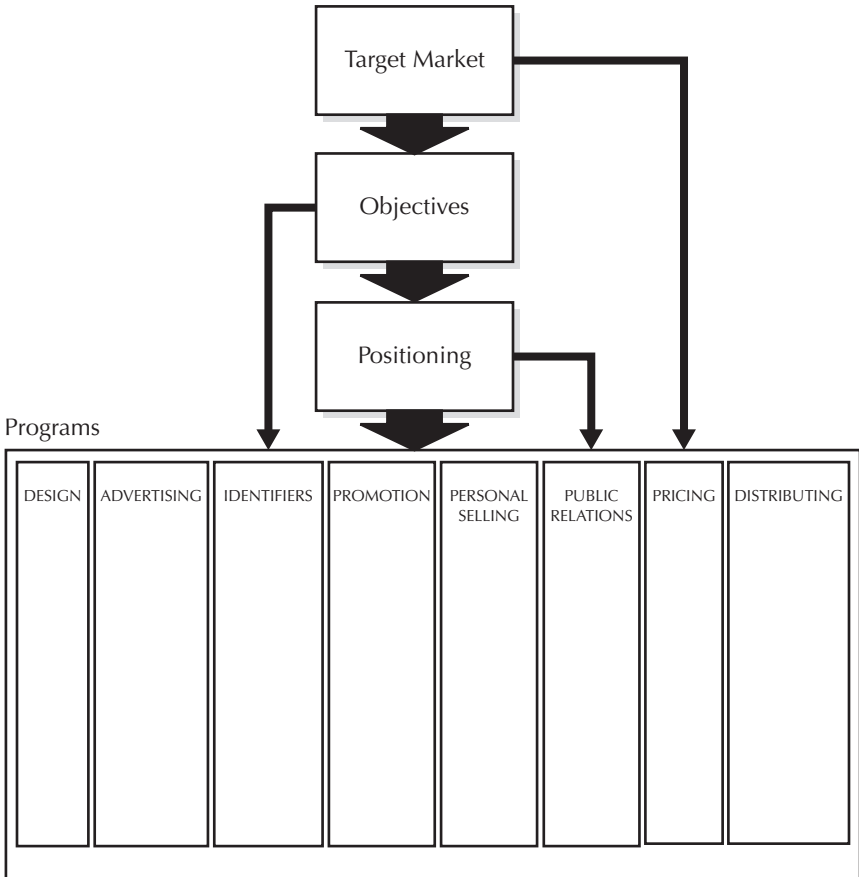 Target Market
Objectives
Positioning
Programs
DESIGN
ADVERTISING
IDENTIFIERS
PROMOTION
PERSONAL
SELLING
PUBLIC
RELATIONS
PRICING
DISTRIBUTING